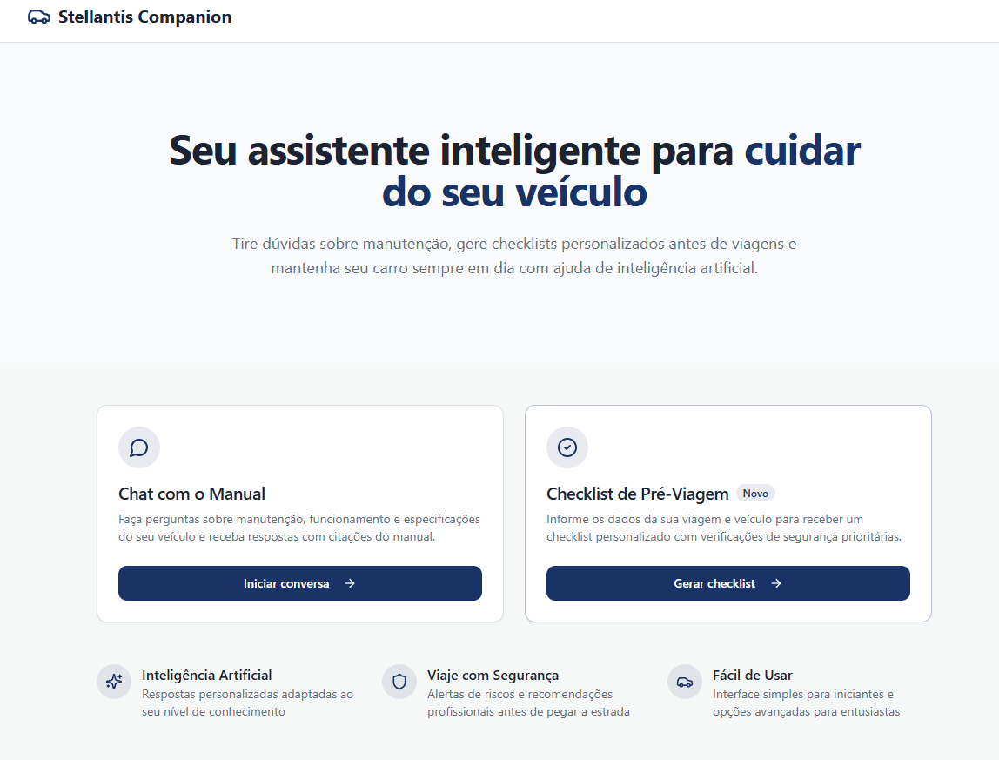 Stellantis Companion
Seu assistente inteligente para cuidar
do seu veículo
Tire dúvidas sobre manutenção, gere checklists personalizados antes de viagens e
mantenha seu carro sempre em dia com ajuda de inteligência artificial.
Chat com o Manual
Faça perguntas sobre manutenção, funcionamento e especificações
do seu veículo e receba respostas com citações do manual.
Iniciar conversa
Checklist de Pré-Viagem Novo
Informe os dados da sua viagem e veículo para receber um
checklist personalizado com verificações de segurança prioritárias.
Gerar checklist
Inteligência Artificial
Respostas personalizadas adaptadas ao
seu nível de conhecimento
Viaje com Segurança
Alertas de riscos e recomendações
profissionais antes de pegar a estrada
Fácil de Usar
Interface simples para iniciantes e
opções avançadas para entusiastas